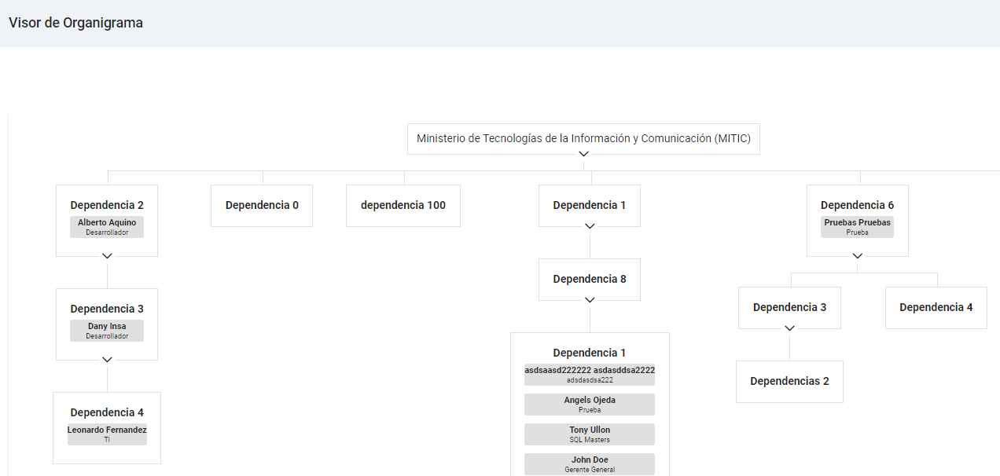 Visor de Organigrama
Ministerio de Tecnologías de la Información y Comunicación (MITIC)
Dependencia 2
Alberto Aquino
Desarrollador
Dependencia 0
dependencia 100
Dependencia 1
Dependencia 6
Pruebas Pruebas
Prueba
Dependencia 3
Dany Insa
Desarrollador
Dependencia 8
Dependencia 3
Dependencia 4
Dependencia 4
Leonardo Fernandez
TI
Dependencia 1
asdsaasd222222 asdasddsa2222
adsdasdsa222
Angels Ojeda
Prueba
Tony Ullon
SQL Masters
John Doe
Gerente General
Dependencias 2